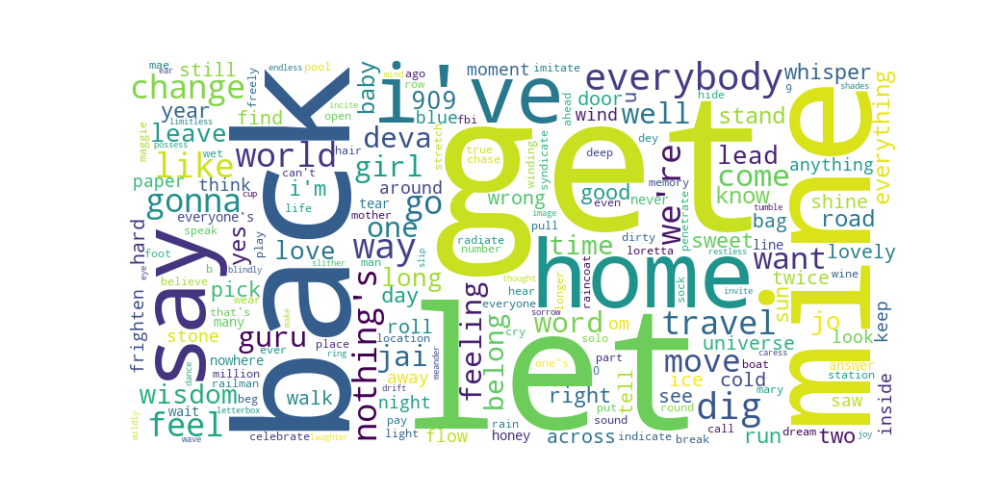 back
get
let
mine
home
say
i've
everybody
change
909
deva
world
like
gonna
girl
go
way
one
feel
wisdom
guru
nothing's
jai
feeling
belong
word
time
travel
move
dig
we're
lead
come
know
want
jo
universe
sun
everything
well
stand
whisper
moment
imitate
door
u
wind
blue
fbi
baby
mae
ear
still
endless
pool
mind
ago
row
ahead
hide
9
shades
year
find
freely
incite
open
leave
limitless
possess
maggie
wet
hair
can't
cup
i'm
life
paper
think
everyone's
speak
yes
play
love
tear
mother
around
man
stretch
true
chase
winding
syndicate
deep
dey
good
even
never
memory
penetrate
wrong
image
pull
radiate
number
dirty
loretta
sweet
restless
tumble
bag
line
shine
road
anything
lovely
twice
wine
invite
hard
foot
eye
b
blindly
slither
believe
that's
many
wear
pick
make
long
day
slip
hear
thought
longer
raincoat
sock
everyone
sorrow
solo
om
cry
frighten
stone
nowhere
ever
place
ring
million
railman
dance
beg
letterbox
walk
wait
wave
wildly
celebrate
laughter
roll
location
away
drift
meander
night
pay
light
flow
rain
honey
one's
part
0
right
put
round
sound
tell
across
indicate
break
ice
see
cold
boat
caress
mary
call
run
dream
two
joy
saw
station
answer
look
keep
inside